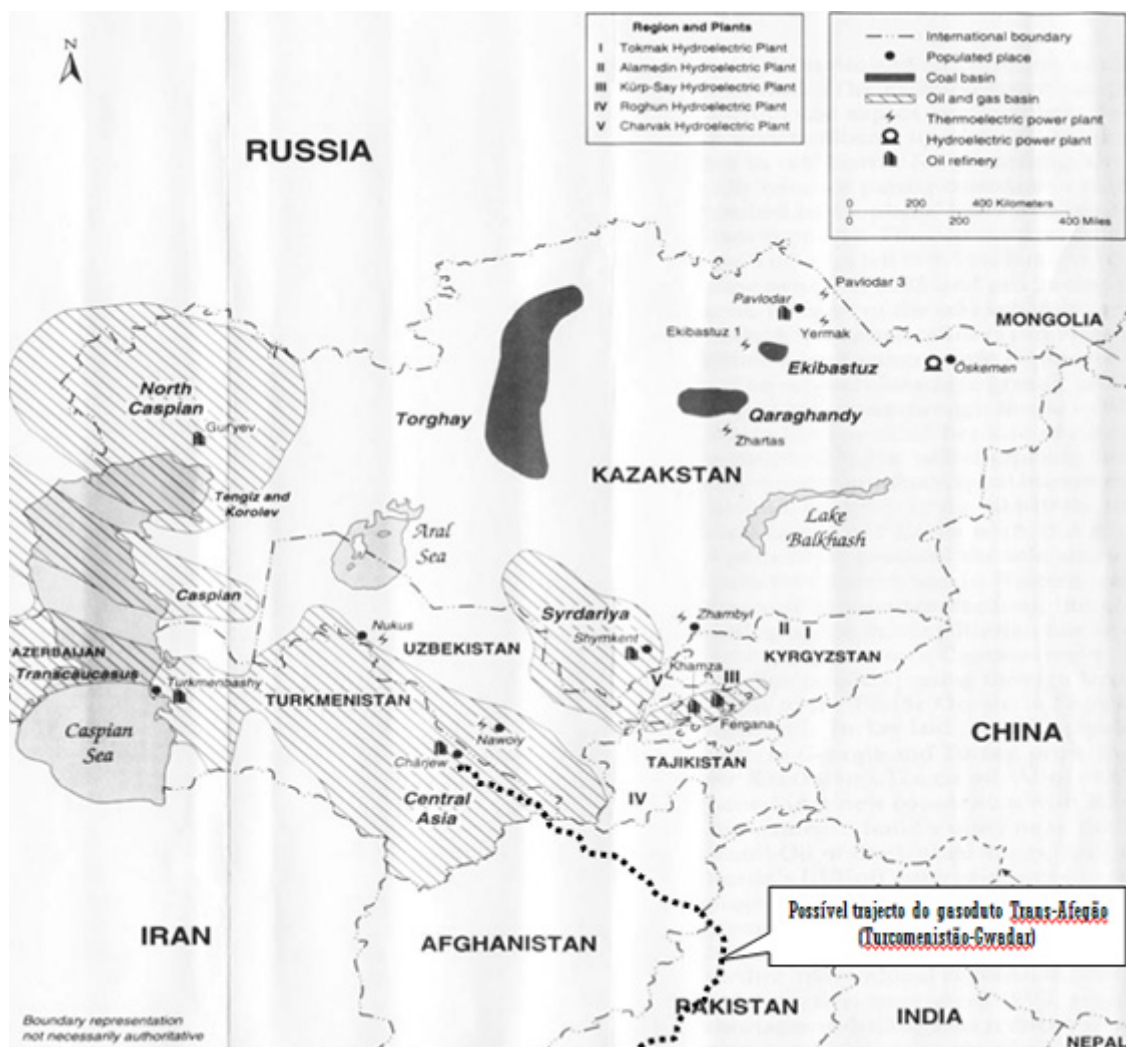 N
Region and Plants
I Tokmak Hydroelectric Plant
II Alamedin Hydroelectric Plant
III Kürp-Say Hydroelectric Plant
IV Roghun Hydroelectric Plant
V Charvak Hydroelectric Plant
International boundary
Populated place
Coal basin
Oil and gas basin
Thermoelectric power plant
Hydroelectric power plant
Oil refinery
0 200 400 Kilometers
0 200 400 Miles
RUSSIA
Pavlodar 3
Pavlodar
MONGOLIA
Ekibastuz 1
Yermak
Ekibastuz
Öskemen
North
Caspian
Gur'yev
Torghay
Qaraghandy
Zhartas
KAZAKSTAN
Tengiz and
Korolev
Aral
Sea
Lake
Balkhash
Caspian
Syrdariya
Zhambyl
II I
Nukus
UZBEKISTAN
Shymkent
KYRGYZSTAN
AZERBAIJAN
Transcaucasus
Turkmenbashy
TURKMENISTAN
Khamza
V III
Fergana
Caspian
Sea
Nawoiy
CHINA
Chärjew
TAJIKISTAN
Central
Asia
IV
Possível trajecto do gasoduto Trans-Afegão
(Turcomenistão-Gwadar)
IRAN
AFGHANISTAN
PAKISTAN
INDIA
NEPAL
Boundary representation
not necessarily authoritative